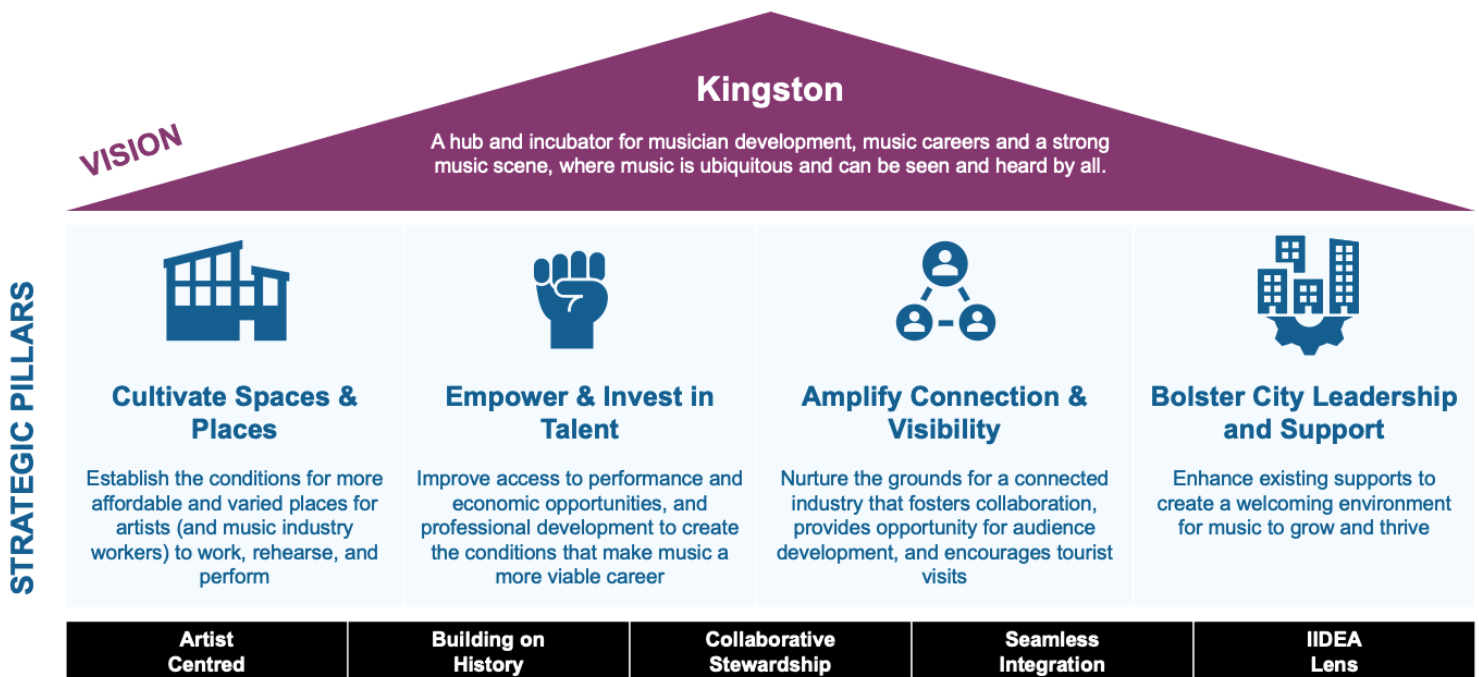 Kingston
VISION
A hub and incubator for musician development, music careers and a strong
music scene, where music is ubiquitous and can be seen and heard by all.
STRATEGIC PILLARS
Cultivate Spaces &
Places
Establish the conditions for more
affordable and varied places for
artists (and music industry
workers) to work, rehearse, and
perform
Empower & Invest in
Talent
Improve access to performance and
economic opportunities, and
professional development to create
the conditions that make music a
more viable career
Amplify Connection &
Visibility
Nurture the grounds for a connected
industry that fosters collaboration,
provides opportunity for audience
development, and encourages tourist
visits
Bolster City Leadership
and Support
Enhance existing supports to
create a welcoming environment
for music to grow and thrive
Artist
Centred
Building on
History
Collaborative
Stewardship
Seamless
Integration
IIDEA
Lens